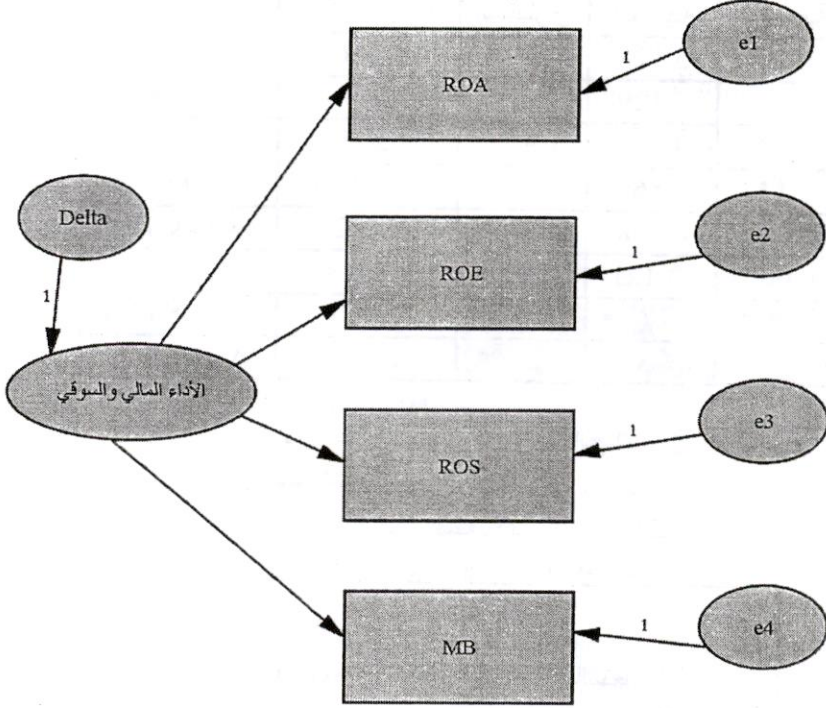 e1
1
ROA
Delta
e2
1
ROE
1
الأداء المالي والسوقي
e3
1
ROS
1
e4
MB